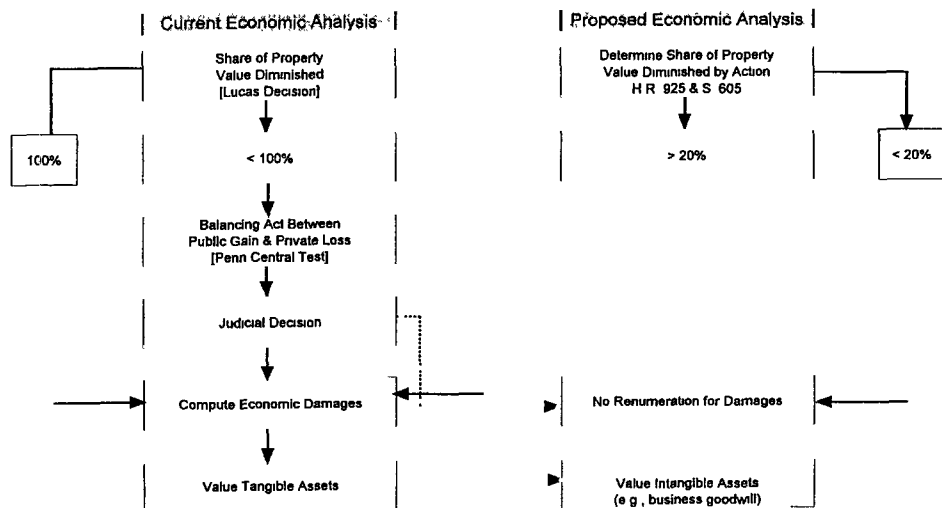 Current Economic Analysis
Proposed Economic Analysis
Share of Property
Value Diminished
[Lucas Decision]
Determine Share of Property
Value Diminished by Action
H R 925 & S 605
100%
< 100%
> 20%
< 20%
Balancing Act Between
Public Gain & Private Loss
[Penn Central Test]
Judicial Decision
Compute Economic Damages
No Renumeration for Damages
Value Tangible Assets
Value Intangible Assets
(e g , business goodwill)